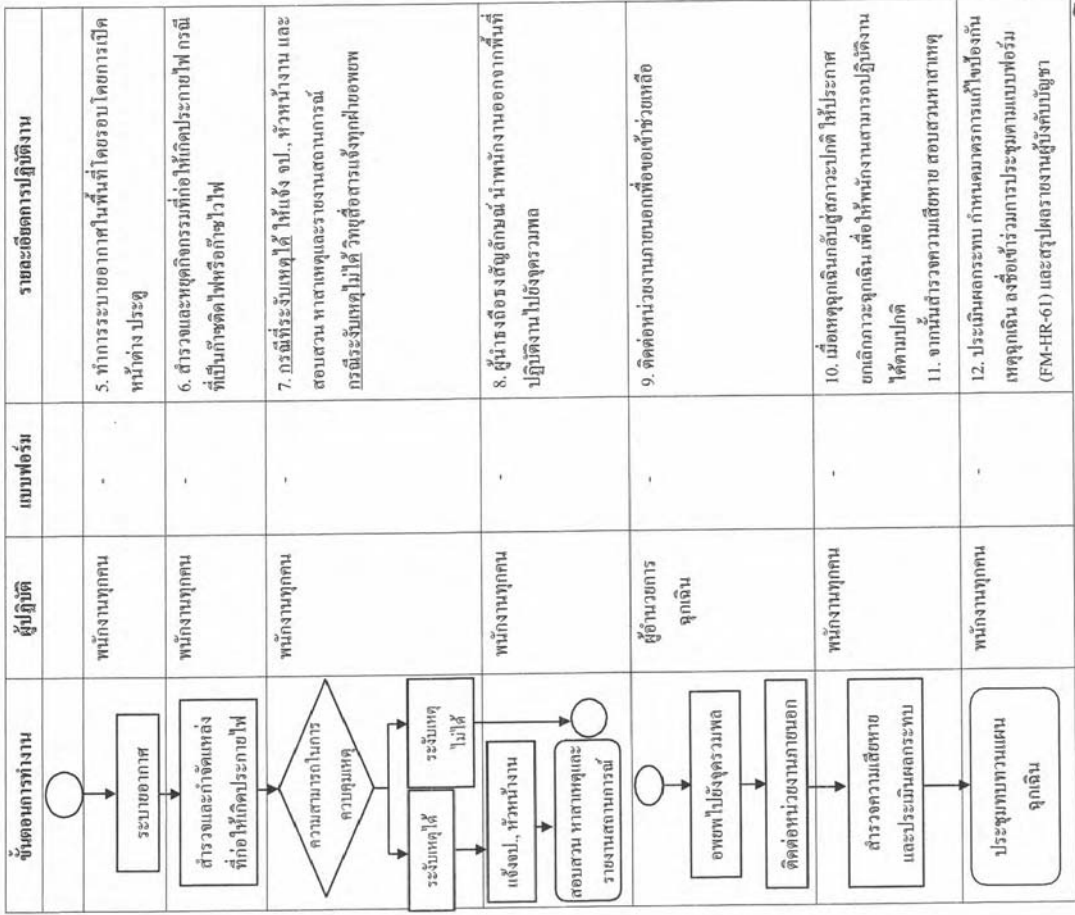 ขั้นตอนการทำงาน
ผู้ปฏิบัติ
แบบฟอร์ม
รายละเอียดการปฏิบัติงาน
ระบายอากาศ
พนักงานทุกคน
-
5. ทำการระบายอากาศในพื้นที่โดยรอบ โดยการเปิด
หน้าต่าง ประตู
สำรวจและกำจัดแหล่ง
ที่ก่อให้เกิดประกายไฟ
พนักงานทุกคน
-
6. สำรวจและหยุดกิจกรรมที่ก่อให้เกิดประกายไฟ กรณี
ที่เป็นก๊าซติดไฟหรือก๊าซไวไฟ
ความสามารถในการ
ควบคุมเหตุ
ระงับเหตุได้
ระงับเหตุ
ไม่ได้
พนักงานทุกคน
-
7. กรณีที่ระงับเหตุได้ ให้แจ้ง จป., หัวหน้างาน และ
สอบสวน หาสาเหตุและรายงานสถานการณ์
กรณีระงับเหตุไม่ได้ วิทยุสื่อสารแจ้งทุกฝ่ายอพยพ
แจ้งจป., หัวหน้างาน
สอบสวน หาสาเหตุและ
รายงานสถานการณ์
พนักงานทุกคน
-
8. ผู้นำธงถือธงสัญลักษณ์ นำพนักงานออกจากพื้นที่
ปฏิบัติงานไปยังจุดรวมพล
อพยพไปยังจุดรวมพล
ติดต่อหน่วยงานภายนอก
ผู้อำนวยการ
ฉุกเฉิน
-
9. ติดต่อหน่วยงานภายนอกเพื่อขอเข้าช่วยเหลือ
สำรวจความเสียหาย
และประเมินผลกระทบ
พนักงานทุกคน
-
10. เมื่อเหตุฉุกเฉินกลับสู่สภาวะปกติ ให้ประกาศ
ยกเลิกภาวะฉุกเฉิน เพื่อให้พนักงานสามารถปฏิบัติงาน
ได้ตามปกติ
11. จากนั้นสำรวจความเสียหาย สอบสวนหาสาเหตุ
ประชุมทบทวนแผน
ฉุกเฉิน
พนักงานทุกคน
-
12. ประเมินผลกระทบ กำหนดมาตรการแก้ไขป้องกัน
เหตุฉุกเฉิน ลงชื่อเข้าร่วมการประชุมตามแบบฟอร์ม
(FM-HR-61) และสรุปผลรายงานผู้บังคับบัญชา